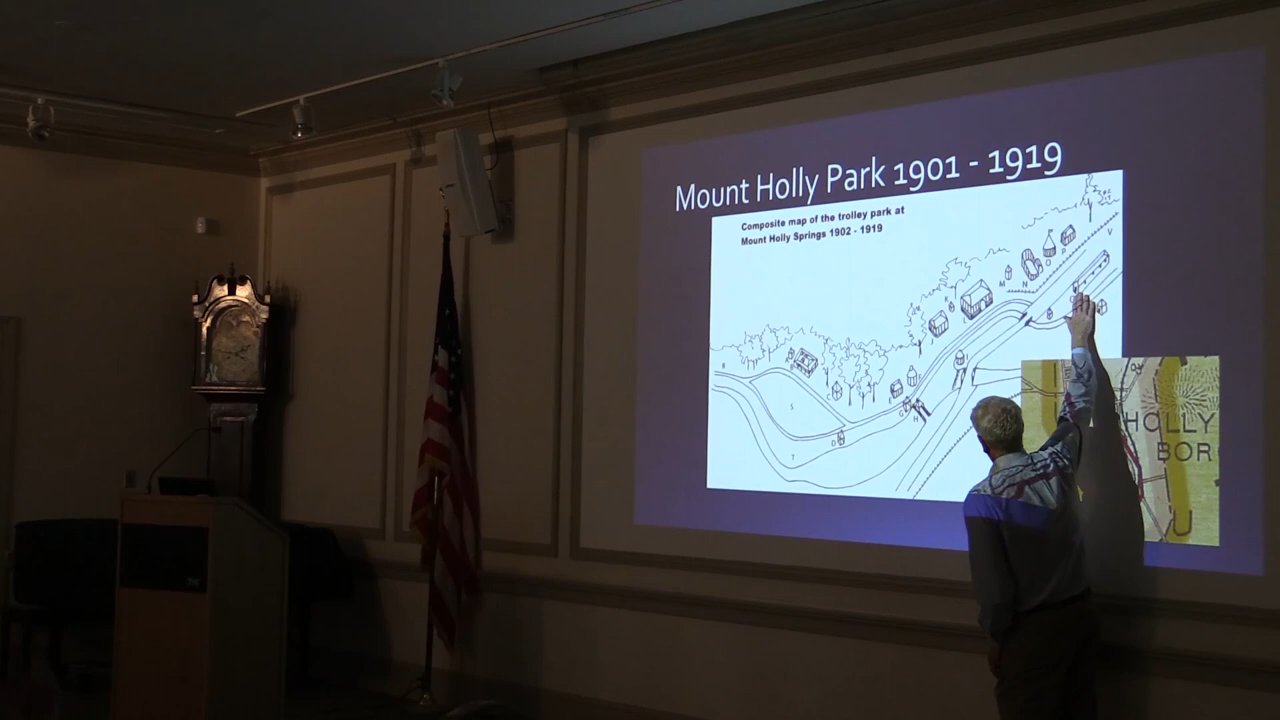 Mount Holly Park 1901 - 1919
Composite map of the trolley park at
Mount Holly Springs 1902 - 1919
V
P
O
M N
K
L
R
B
S
C
G
H
D
T
HOLLY
BOR
U